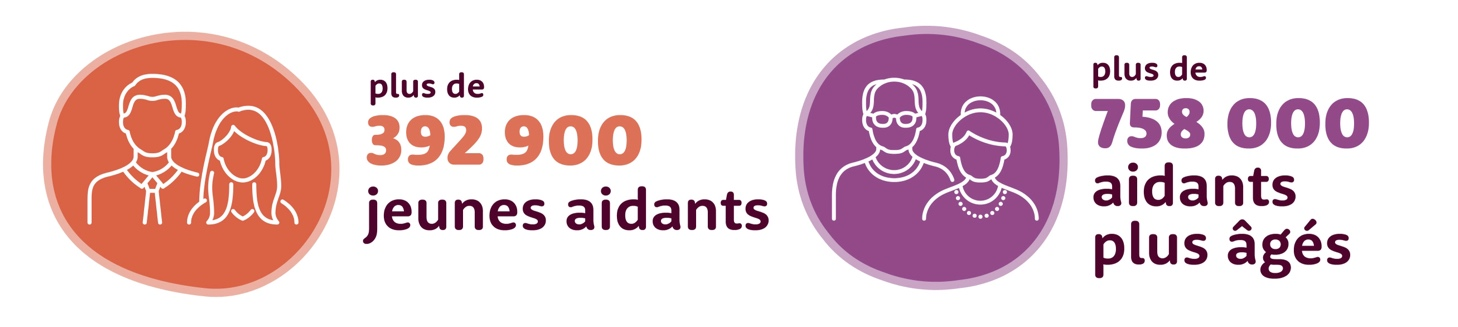 plus de
392 900
jeunes aidants
plus de
758 000
aidants
plus âgés